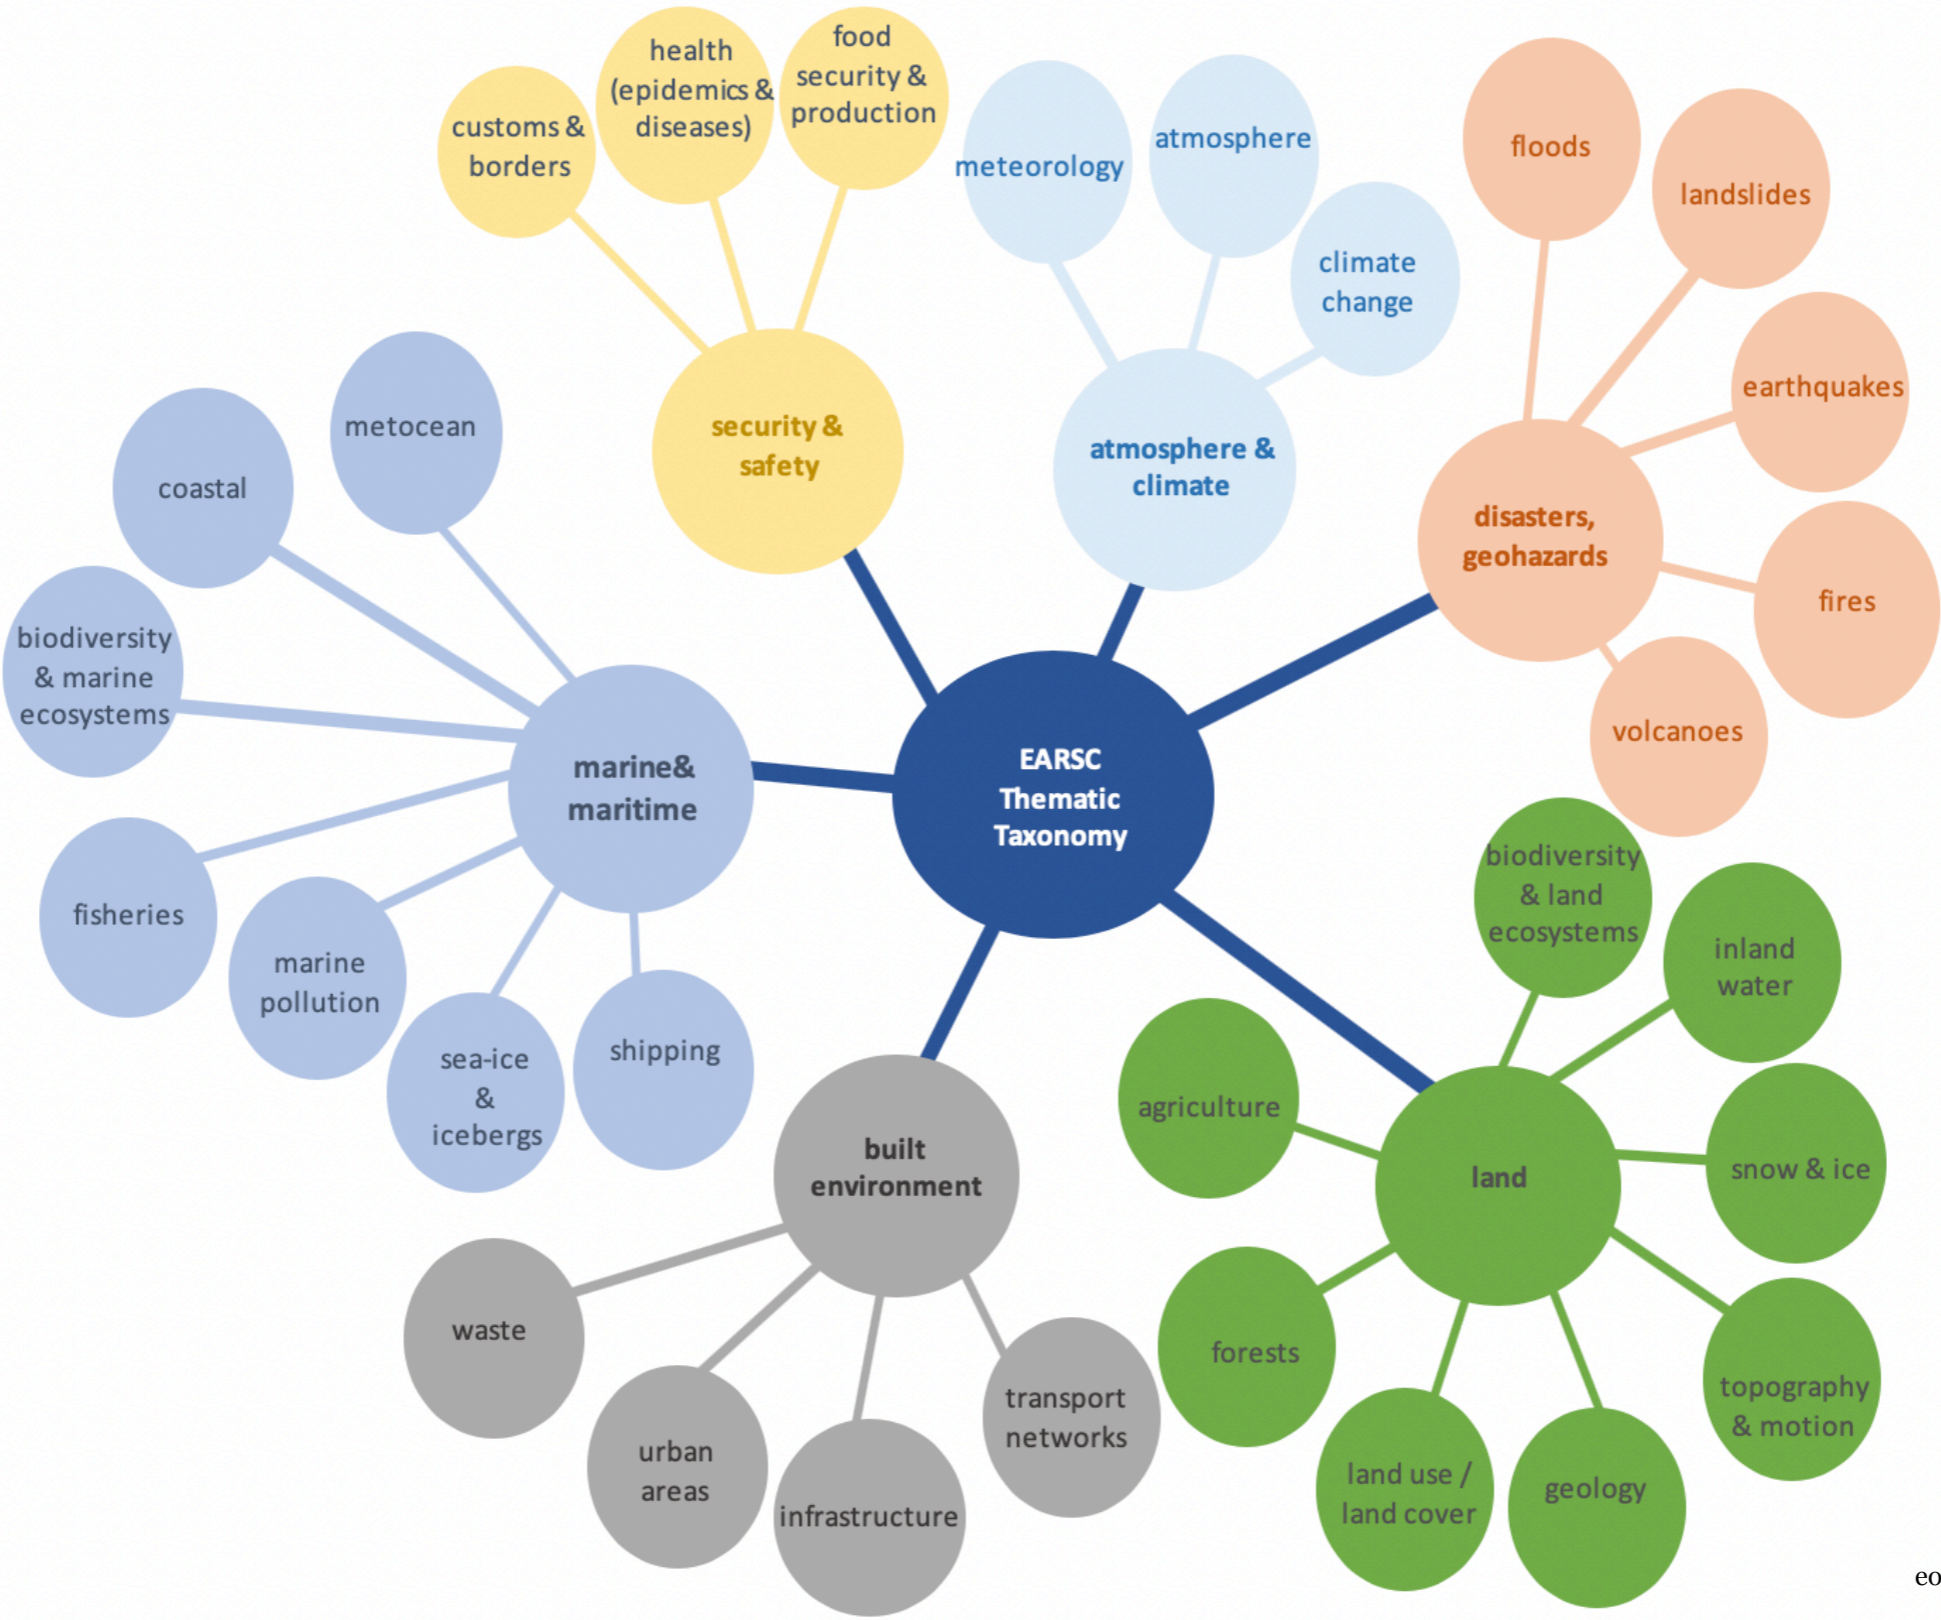 customs &
borders
health
(epidemics &
diseases)
food
security &
production
security &
safety
meteorology
atmosphere
climate
change
atmosphere &
climate
floods
landslides
earthquakes
fires
volcanoes
disasters,
geohazards
metocean
coastal
biodiversity
& marine
ecosystems
fisheries
marine
pollution
sea-ice
&
icebergs
shipping
marine&
maritime
EARSC
Thematic
Taxonomy
built
environment
waste
urban
areas
infrastructure
transport
networks
land
biodiversity
& land
ecosystems
inland
water
snow & ice
topography
& motion
geology
land use /
land cover
forests
agriculture
eo